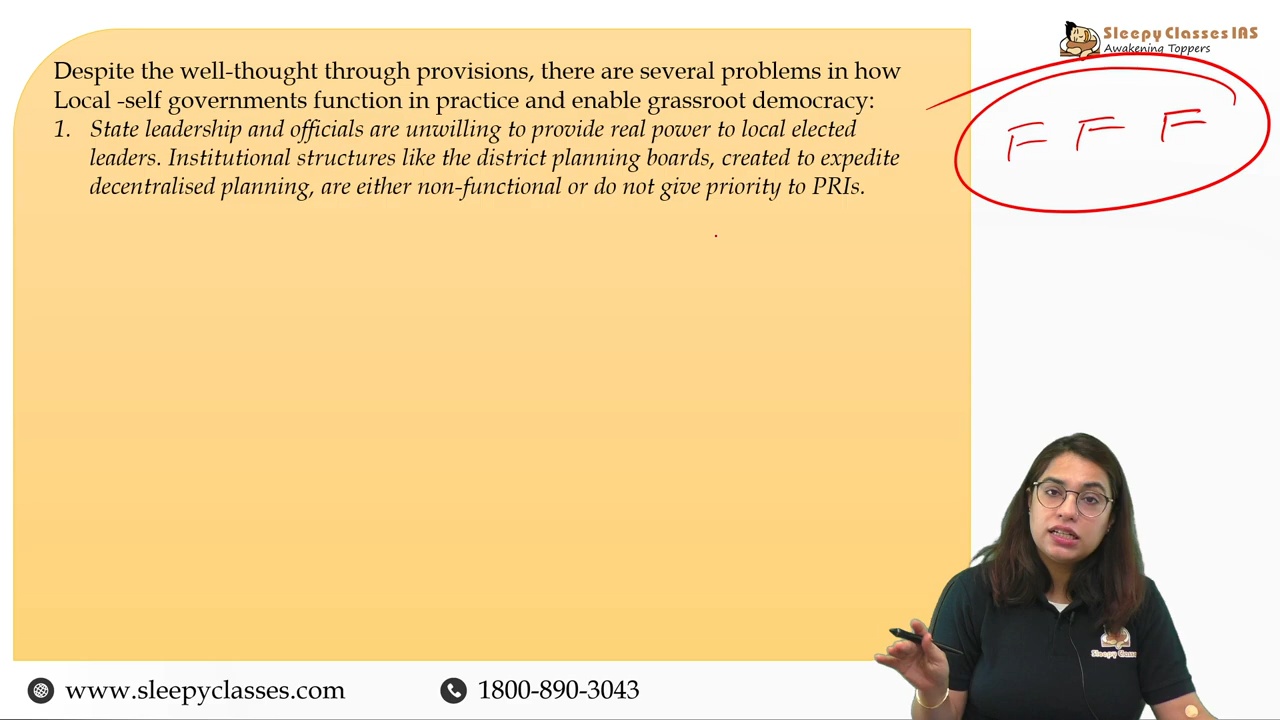 Sleepy Classes IAS
Awakening Toppers
Despite the well-thought through provisions, there are several problems in how
Local -self governments function in practice and enable grassroot democracy:
1. State leadership and officials are unwilling to provide real power to local elected
leaders. Institutional structures like the district planning boards, created to expedite
decentralised planning, are either non-functional or do not give priority to PRIs.
F F F
Sleepy Classes
www.sleepyclasses.com
1800-890-3043